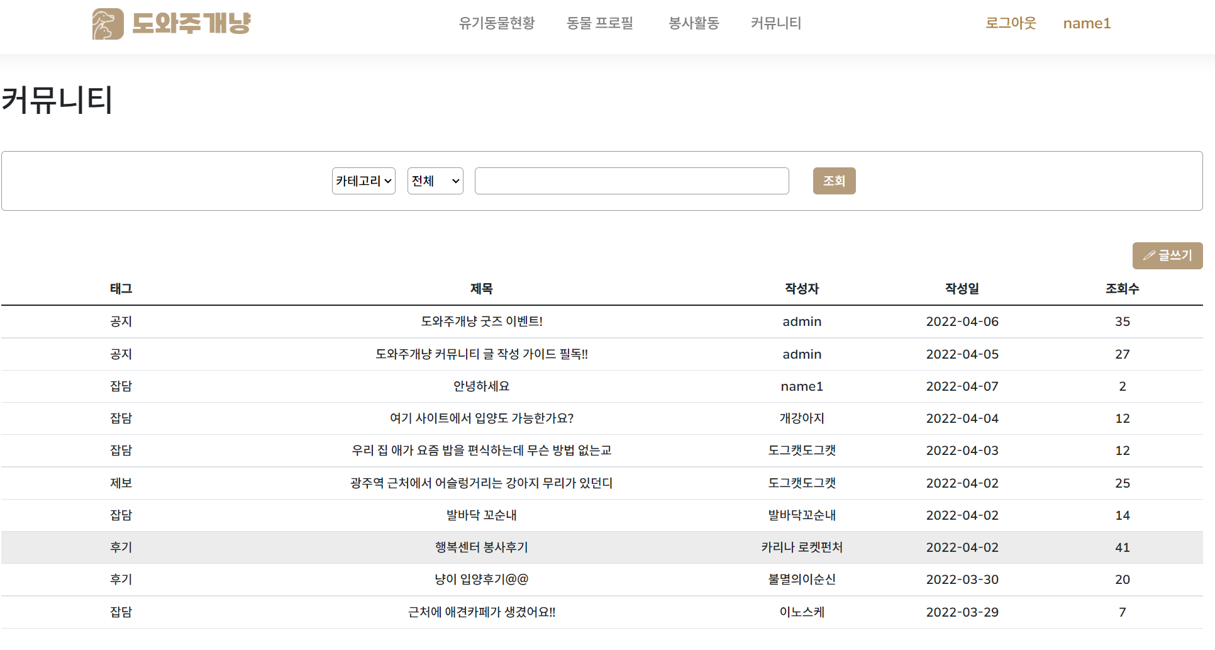 도와주개냥 유기동물현황 동물 프로필 봉사활동 커뮤니티 로그아웃 name1
커뮤니티
카테고리 전체 조회
글쓰기
태그 제목 작성자 작성일 조회수
공지 도와주개냥 굿즈 이벤트! admin 2022-04-06 35
공지 도와주개냥 커뮤니티 글 작성 가이드 필독!! admin 2022-04-05 27
잡담 안녕하세요 name1 2022-04-07 2
잡담 여기 사이트에서 입양도 가능한가요? 개강아지 2022-04-04 12
잡담 우리 집 애가 요즘 밥을 편식하는데 무슨 방법 없는교 도그캣도그캣 2022-04-03 12
제보 광주역 근처에서 어슬렁거리는 강아지 무리가 있던디 도그캣도그캣 2022-04-02 25
잡담 발바닥 꼬순내 발바닥꼬순내 2022-04-02 14
후기 행복센터 봉사후기 카리나 로켓펀처 2022-04-02 41
후기 냥이 입양후기@@ 불멸의이순신 2022-03-30 20
잡담 근처에 애견카페가 생겼어요!! 이노스케 2022-03-29 7